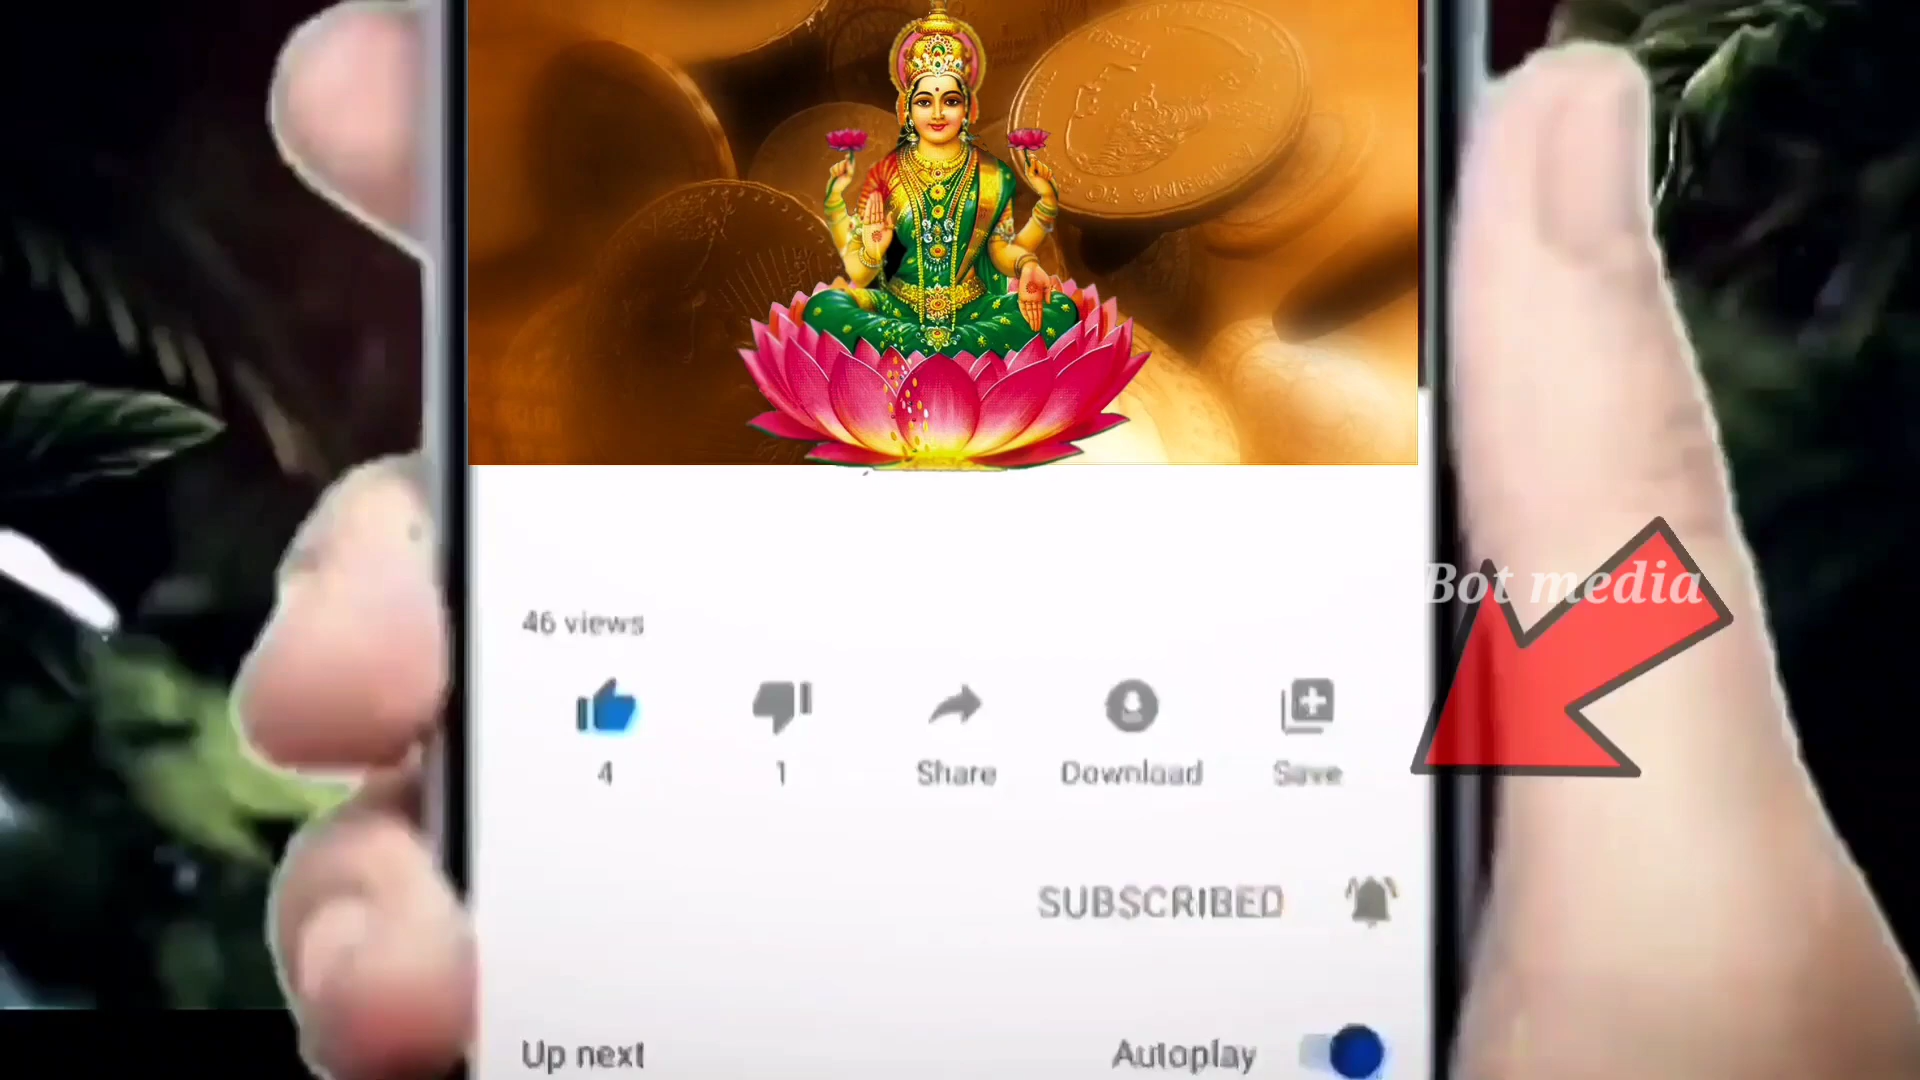 Bot media
46 views
4
1
Share
Download
Save
SUBSCRIBED
Up next
Autoplay